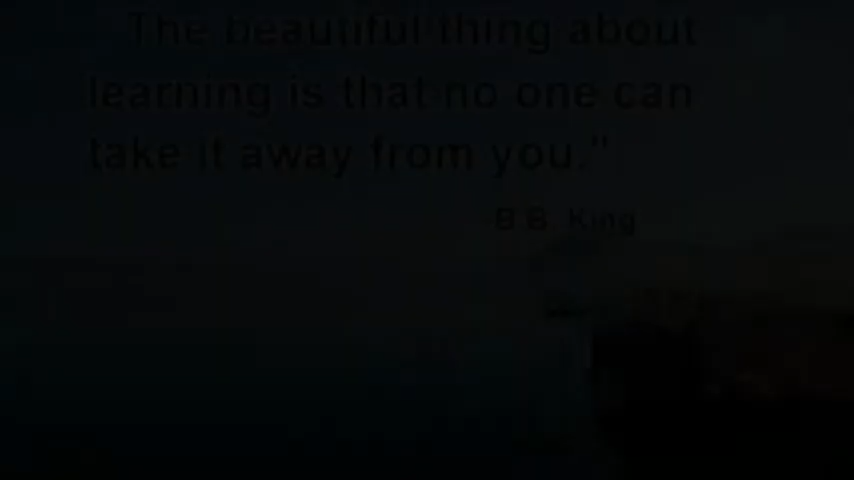 The beautiful thing about
learning is that no one can
take it away from you."
B.B. King